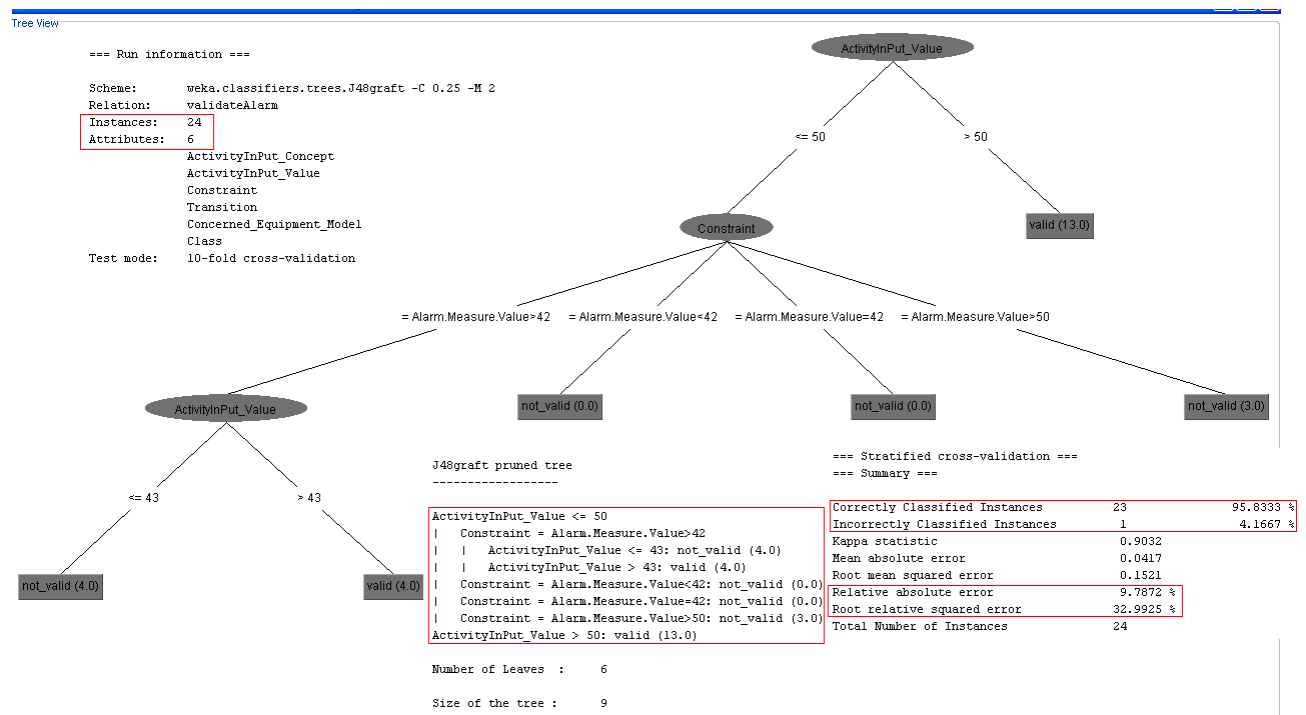 Tree View
=== Run information ===
Scheme: weka.classifiers.trees.J48graft -C 0.25 -M 2
Relation: validateAlarm
Instances: 24
Attributes: 6
ActivityInPut_Concept
ActivityInPut_Value
Constraint
Transition
Concerned_Equipment_Model
Class
Test mode: 10-fold cross-validation
ActivityInPut_Value
<= 50
> 50
Constraint
valid (13.0)
= Alarm.Measure.Value>42
= Alarm.Measure.Value<42
= Alarm.Measure.Value=42
= Alarm.Measure.Value>50
ActivityInPut_Value
not_valid (0.0)
not_valid (0.0)
not_valid (3.0)
<= 43
> 43
not_valid (4.0)
valid (4.0)
J48graft pruned tree
------------------
ActivityInPut_Value <= 50
|   Constraint = Alarm.Measure.Value>42
|   |   ActivityInPut_Value <= 43: not_valid (4.0)
|   |   ActivityInPut_Value > 43: valid (4.0)
|   Constraint = Alarm.Measure.Value<42: not_valid (0.0)
|   Constraint = Alarm.Measure.Value=42: not_valid (0.0)
|   Constraint = Alarm.Measure.Value>50: not_valid (3.0)
ActivityInPut_Value > 50: valid (13.0)
Number of Leaves : 6
Size of the tree : 9
=== Stratified cross-validation ===
=== Summary ===
Correctly Classified Instances 23 95.8333 %
Incorrectly Classified Instances 1 4.1667 %
Kappa statistic 0.9032
Mean absolute error 0.0417
Root mean squared error 0.1521
Relative absolute error 9.7872 %
Root relative squared error 32.9925 %
Total Number of Instances 24